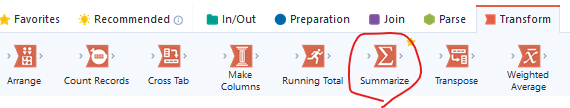 Favorites Recommended In/Out Preparation Join Parse Transform
Arrange Count Records Cross Tab Make Columns Running Total Summarize Transpose Weighted Average